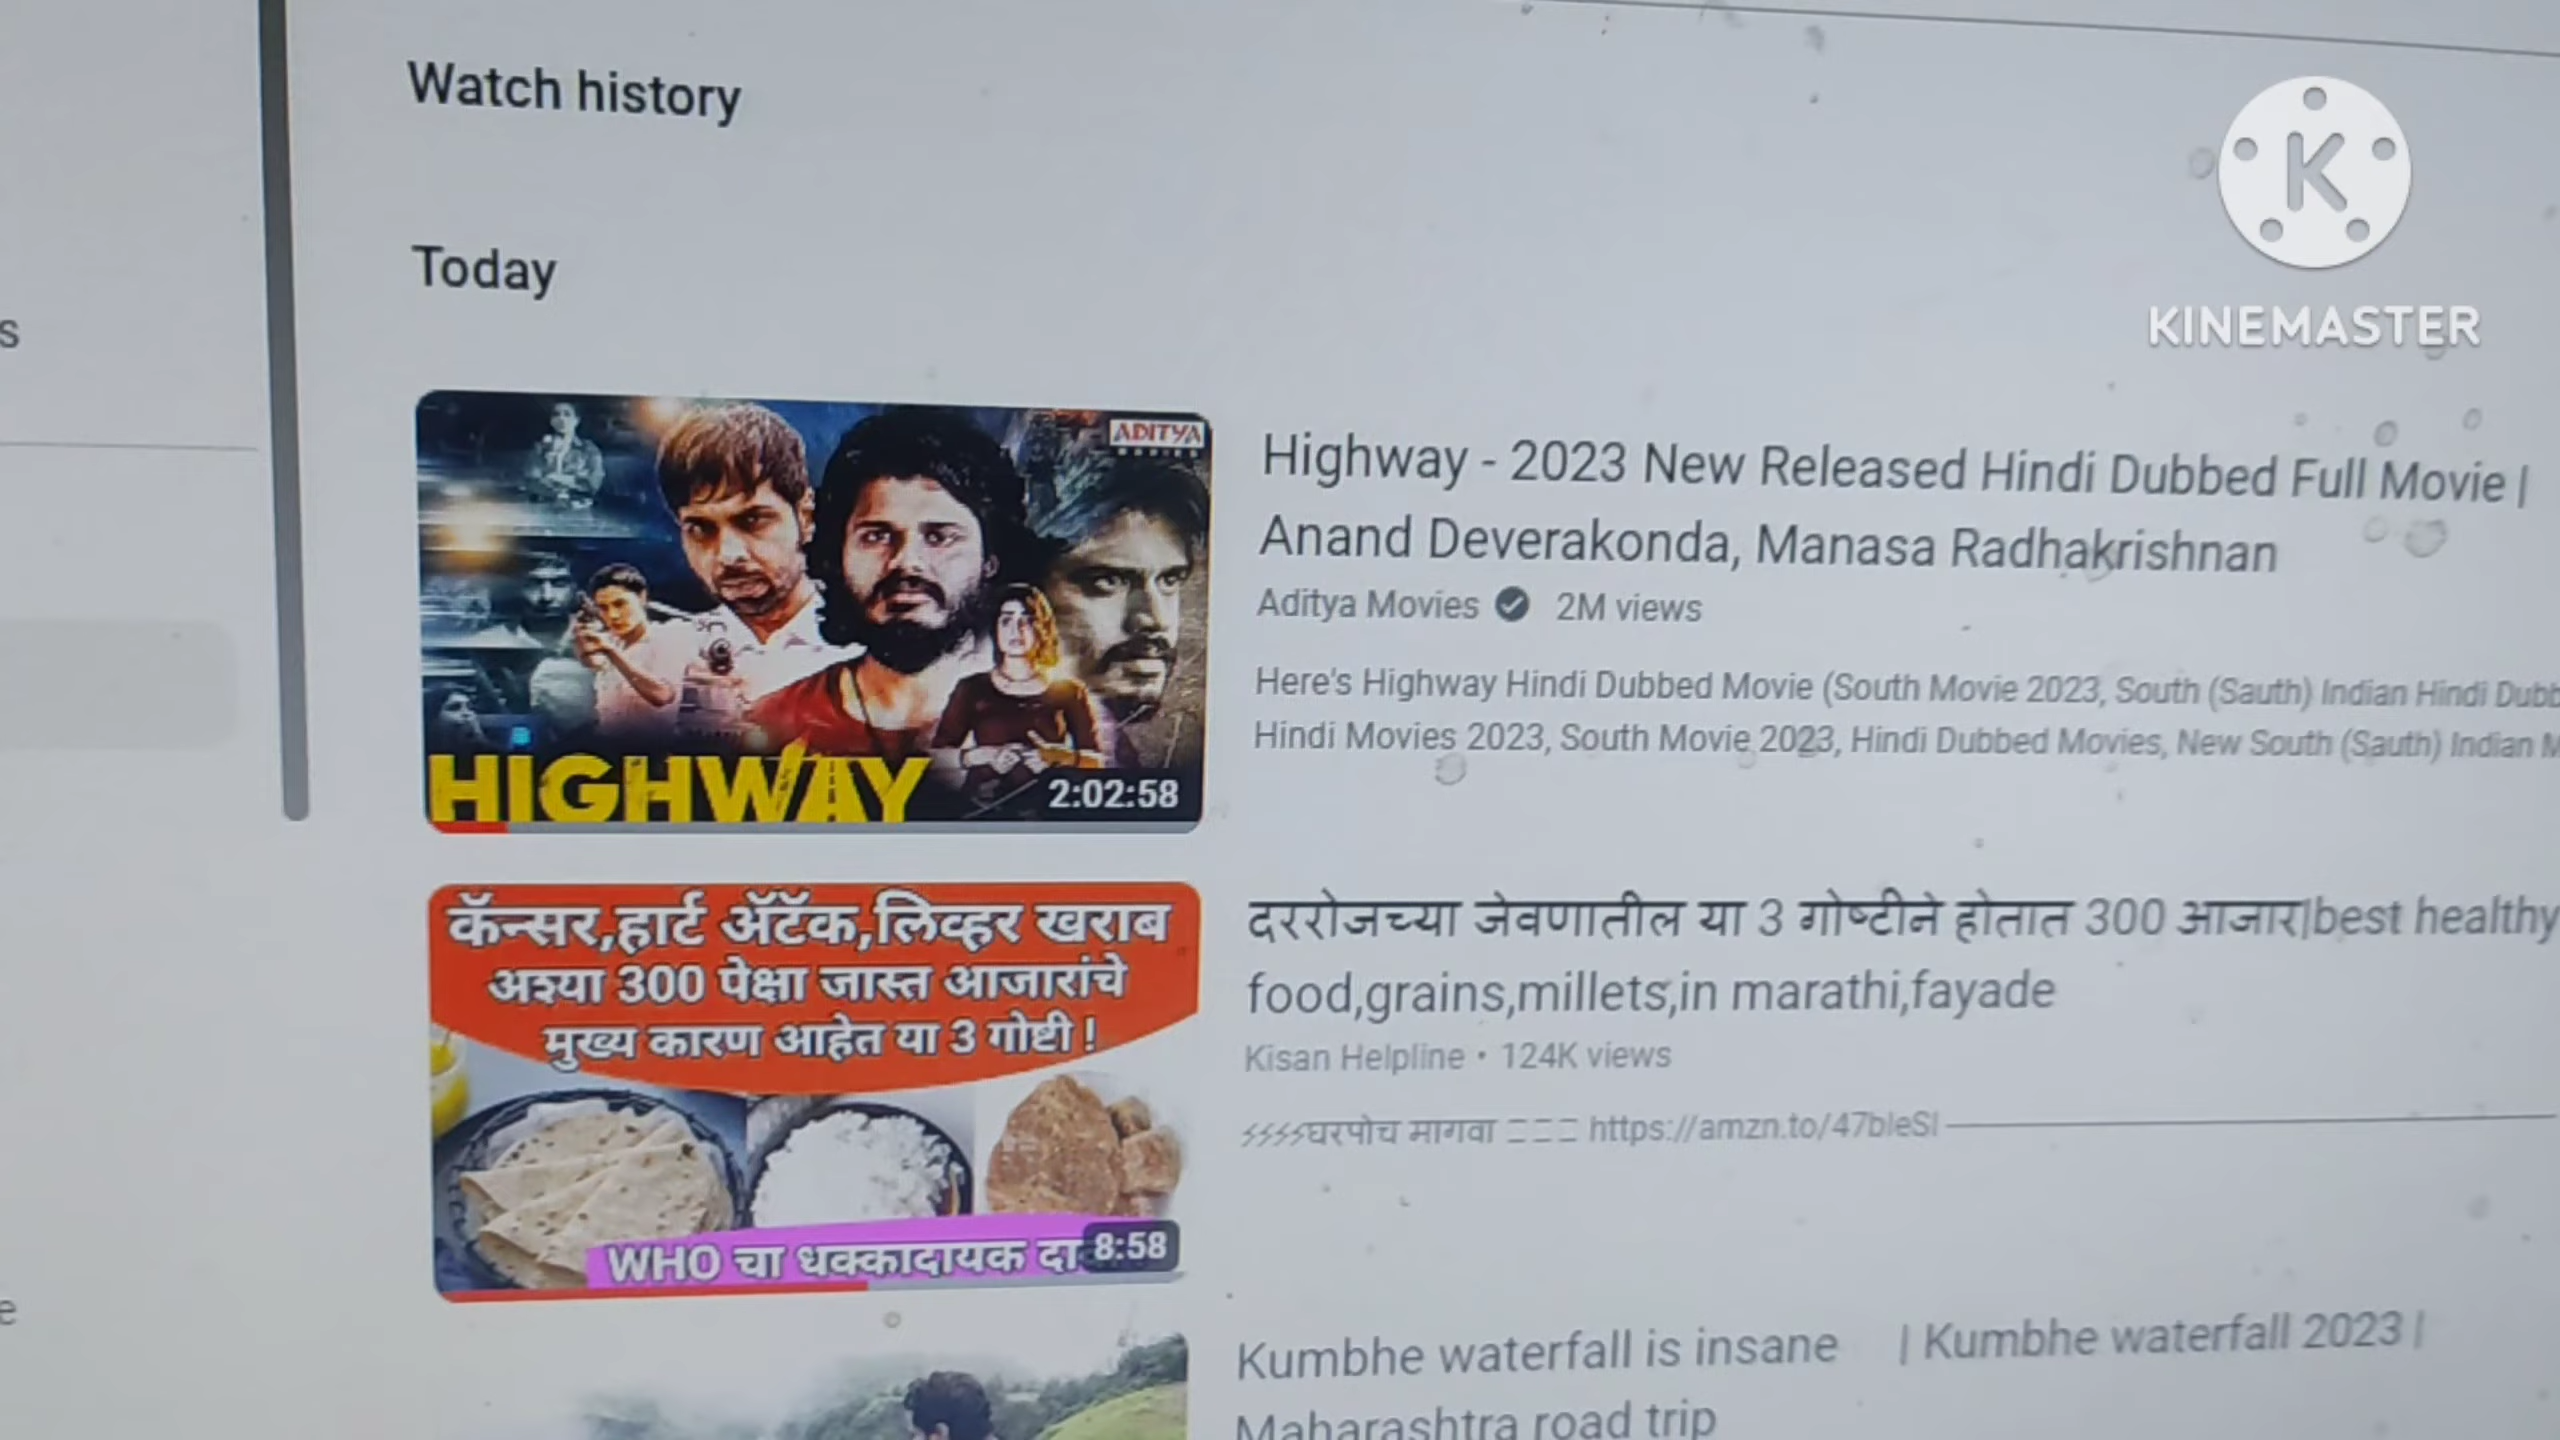 Watch history
KINEMASTER
Today
s
ADITYA
HIGHWAY
2:02:58
Highway - 2023 New Released Hindi Dubbed Full Movie |
Anand Deverakonda, Manasa Radhakrishnan
Aditya Movies 2M views
Here's Highway Hindi Dubbed Movie (South Movie 2023, South (Sauth) Indian Hindi Dubb
Hindi Movies 2023, South Movie 2023, Hindi Dubbed Movies, New South (Sauth) Indian M
कॅन्सर,हार्ट ॲटॅक,लिव्हर खराब
अश्या 300 पेक्षा जास्त आजारांचे
मुख्य कारण आहेत या 3 गोष्टी !
WHO चा धक्कादायक दा
8:58
दररोजच्या जेवणातील या 3 गोष्टीने होतात 300 आजार|best healthy
food,grains,millets,in marathi,fayade
Kisan Helpline • 124K views
घरपोच मागवा https://amzn.to/47bleSI
e
Kumbhe waterfall is insane | Kumbhe waterfall 2023 |
Maharashtra road trip